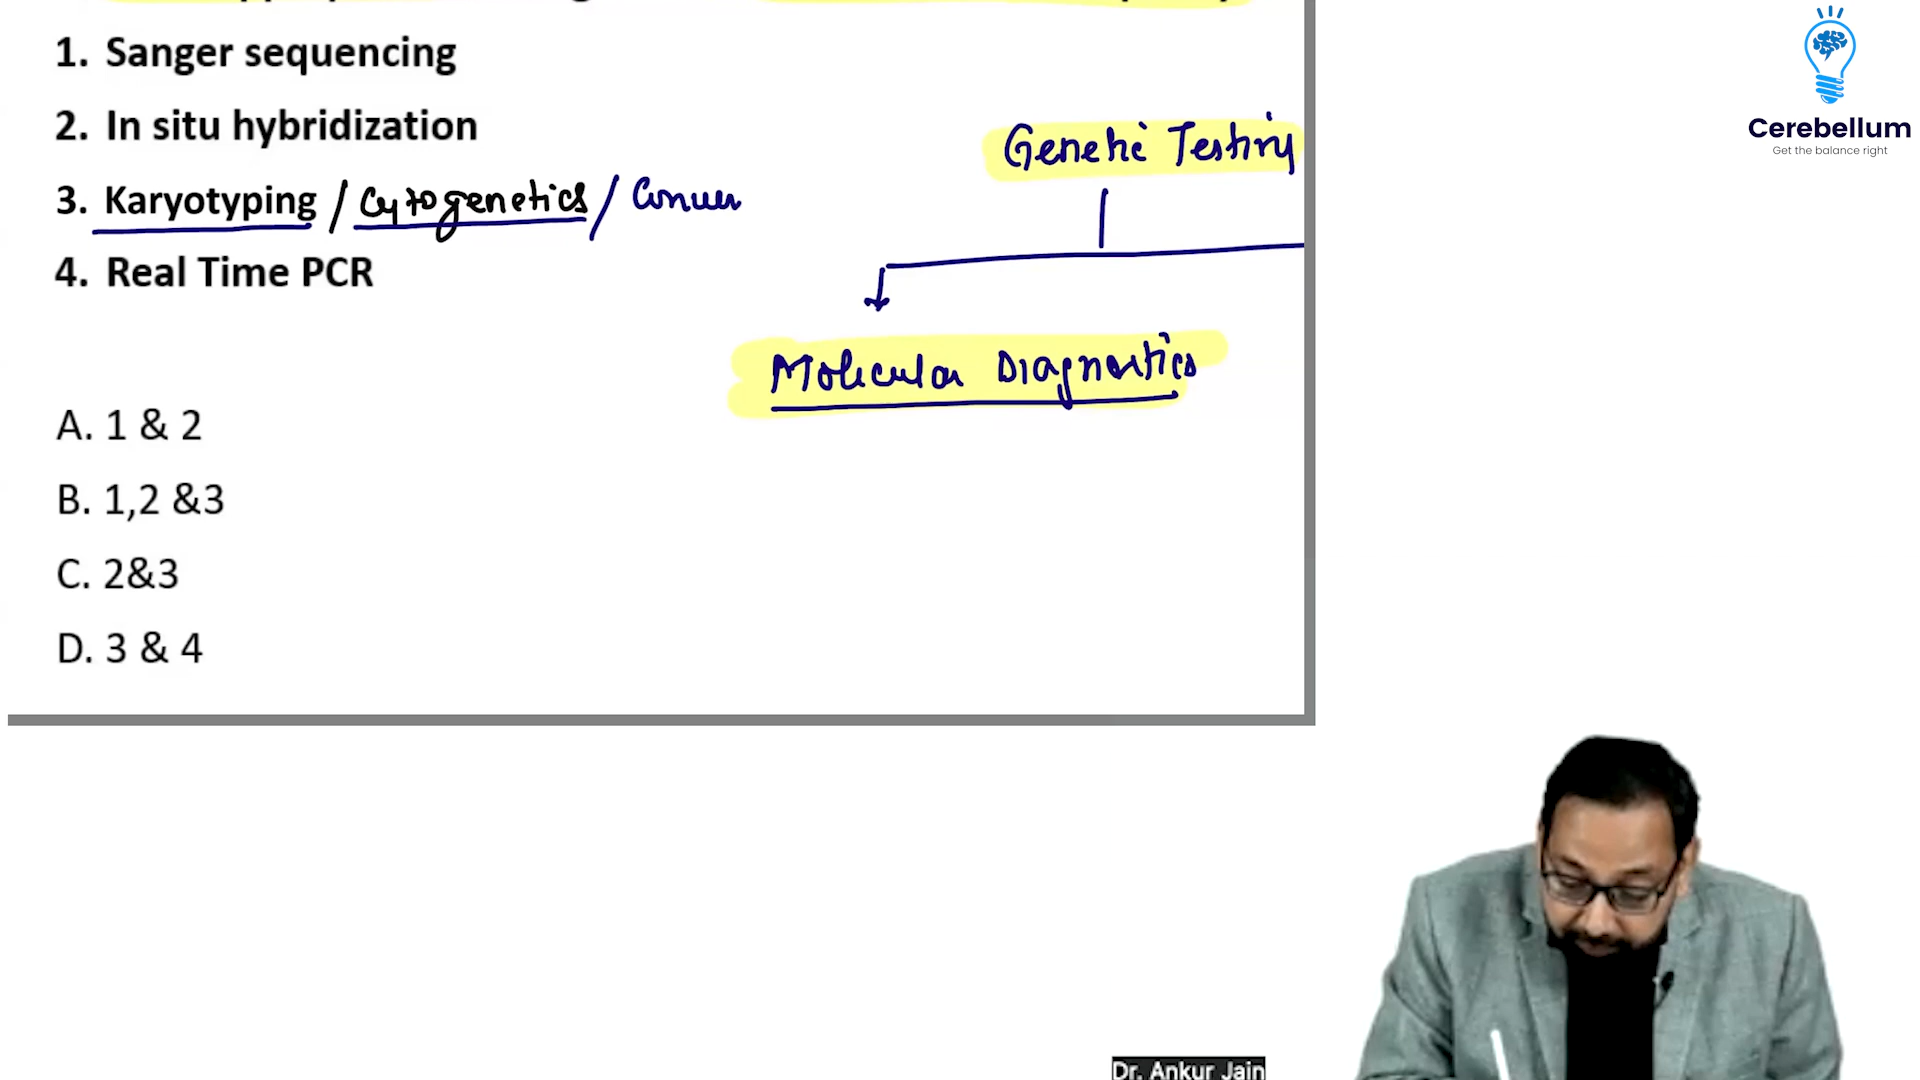 1. Sanger sequencing
2. In situ hybridization
3. Karyotyping / Cytogenetics /
4. Real Time PCR
A. 1 & 2
B. 1,2 &3
C. 2&3
D. 3 & 4
Genetic Testing
Molecular Diagnostics
Cerebellum
Get the balance right
Dr. Ankur Jain